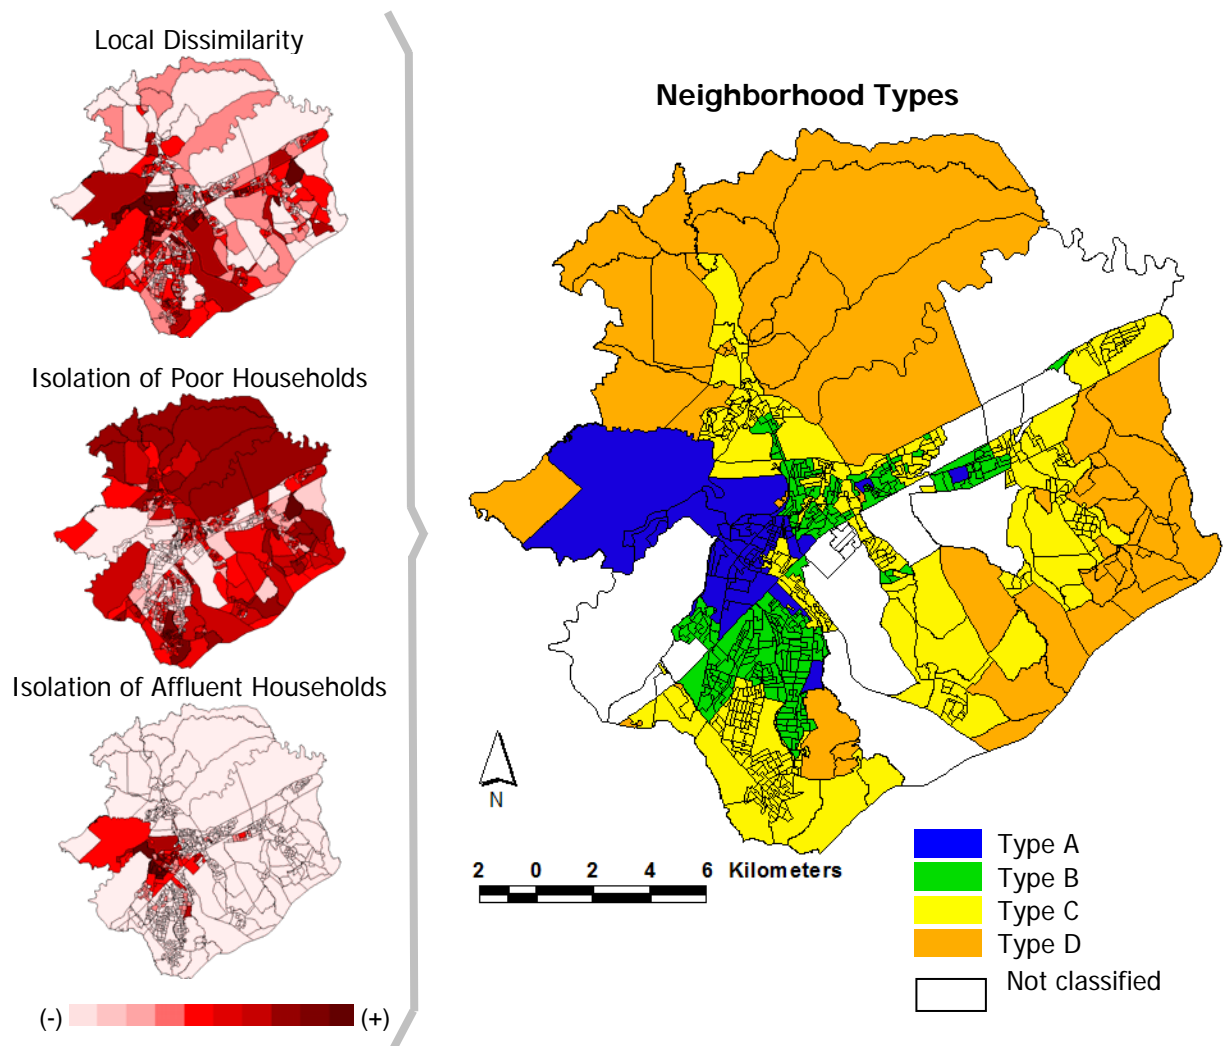 Local Dissimilarity
Isolation of Poor Households
Isolation of Affluent Households
(-) (+)
Neighborhood Types
N
2 0 2 4 6 Kilometers
Type A
Type B
Type C
Type D
Not classified